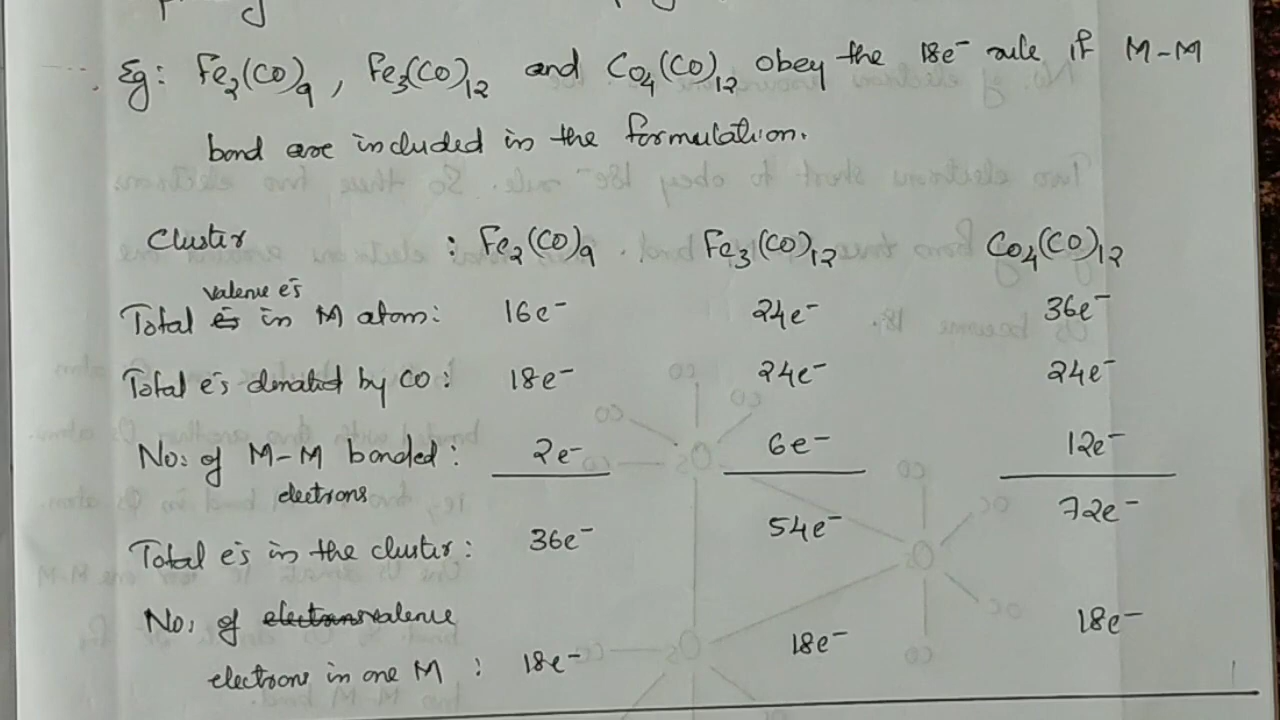 Eg: Fe₂(CO)₉, Fe₃(CO)₁₂ and Co₄(CO)₁₂ obey the 18e⁻ rule if M-M
bond are included in the formulation.
Cluster : Fe₂(CO)₉ Fe₃(CO)₁₂ Co₄(CO)₁₂
valence e's
Total in M atom: 16e⁻ 24e⁻ 36e⁻
Total e's donated by CO: 18e⁻ 24e⁻ 24e⁻
No: of M-M bonded: 2e⁻ 6e⁻ 12e⁻
electrons
Total e's in the cluster: 36e⁻ 54e⁻ 72e⁻
No, of valence
electrons in one M : 18e⁻ 18e⁻ 18e⁻